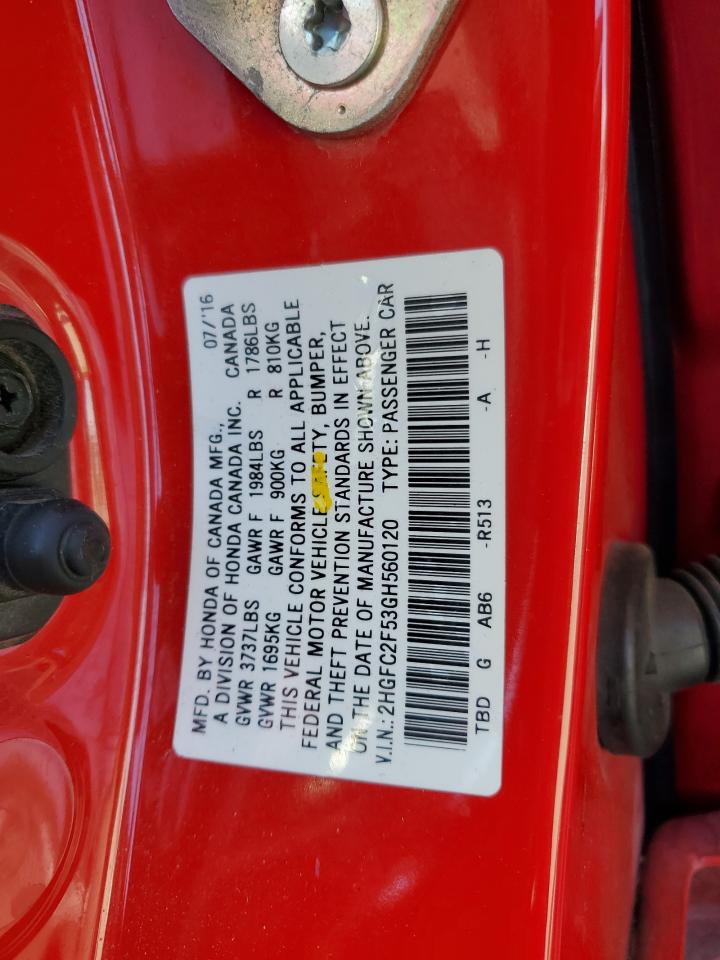 MFD. BY HONDA OF CANADA MFG., 07/'16
A DIVISION OF HONDA CANADA INC. CANADA
GVWR 3737LBS GAWR F 1984LBS R 1786LBS
GVWR 1695KG GAWR F 900KG R 810KG
THIS VEHICLE CONFORMS TO ALL APPLICABLE
FEDERAL MOTOR VEHICLE SAFETY, BUMPER,
AND THEFT PREVENTION STANDARDS IN EFFECT
ON THE DATE OF MANUFACTURE SHOWN ABOVE.
V.I.N.: 2HGFC2F53GH560120 TYPE: PASSENGER CAR
TBD G AB6 -R513 -A -H